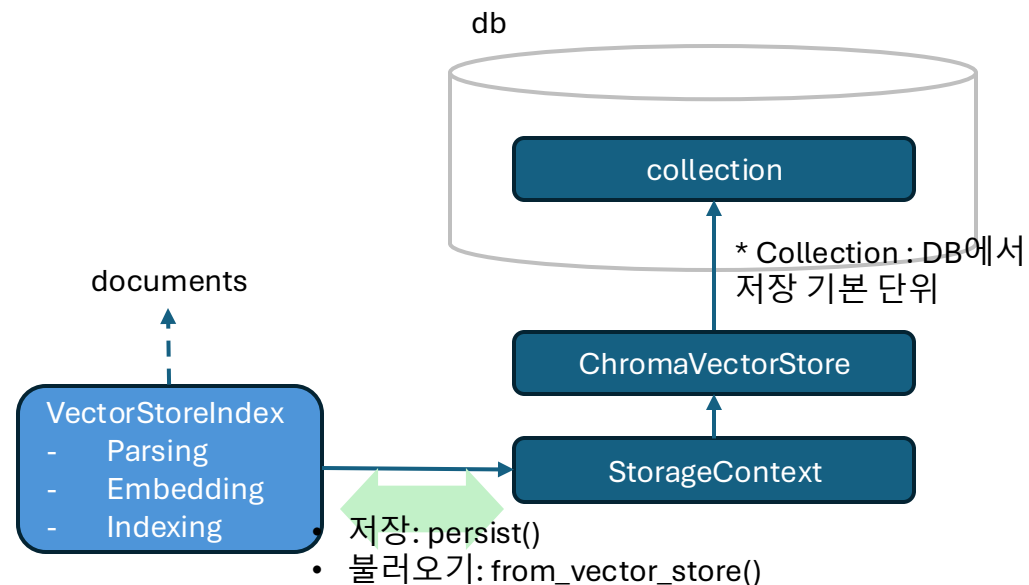 db
collection
* Collection : DB에서
저장 기본 단위
documents
ChromaVectorStore
VectorStoreIndex
- Parsing
- Embedding
- Indexing
StorageContext
• 저장: persist()
• 불러오기: from_vector_store()